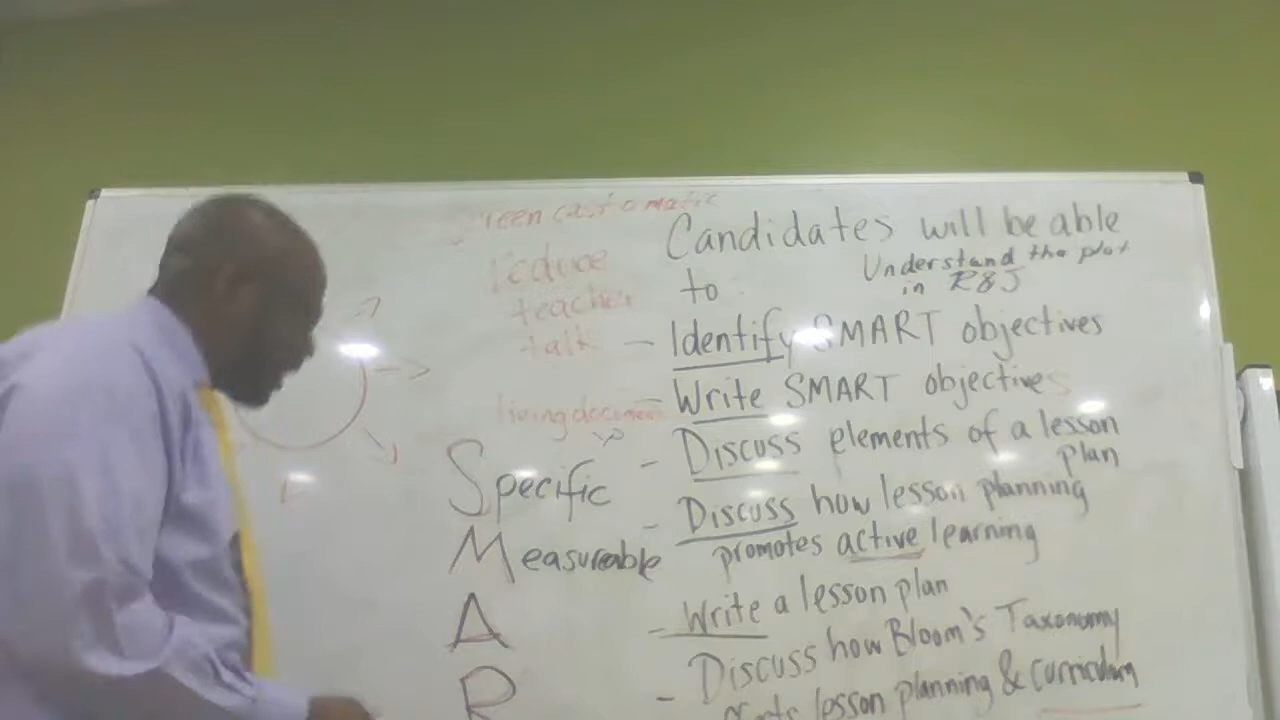 Screencastomatic
reduce
teacher
talk
living document
Candidates will be able
to
Understand the plot
in R&J
- Identify SMART objectives
- Write SMART objectives
- Discuss elements of a lesson
plan
- Discuss how lesson planning
promotes active learning
- Write a lesson plan
- Discuss how Bloom's Taxonomy
lesson planning & curriculum
Specific
Measureable
A
R